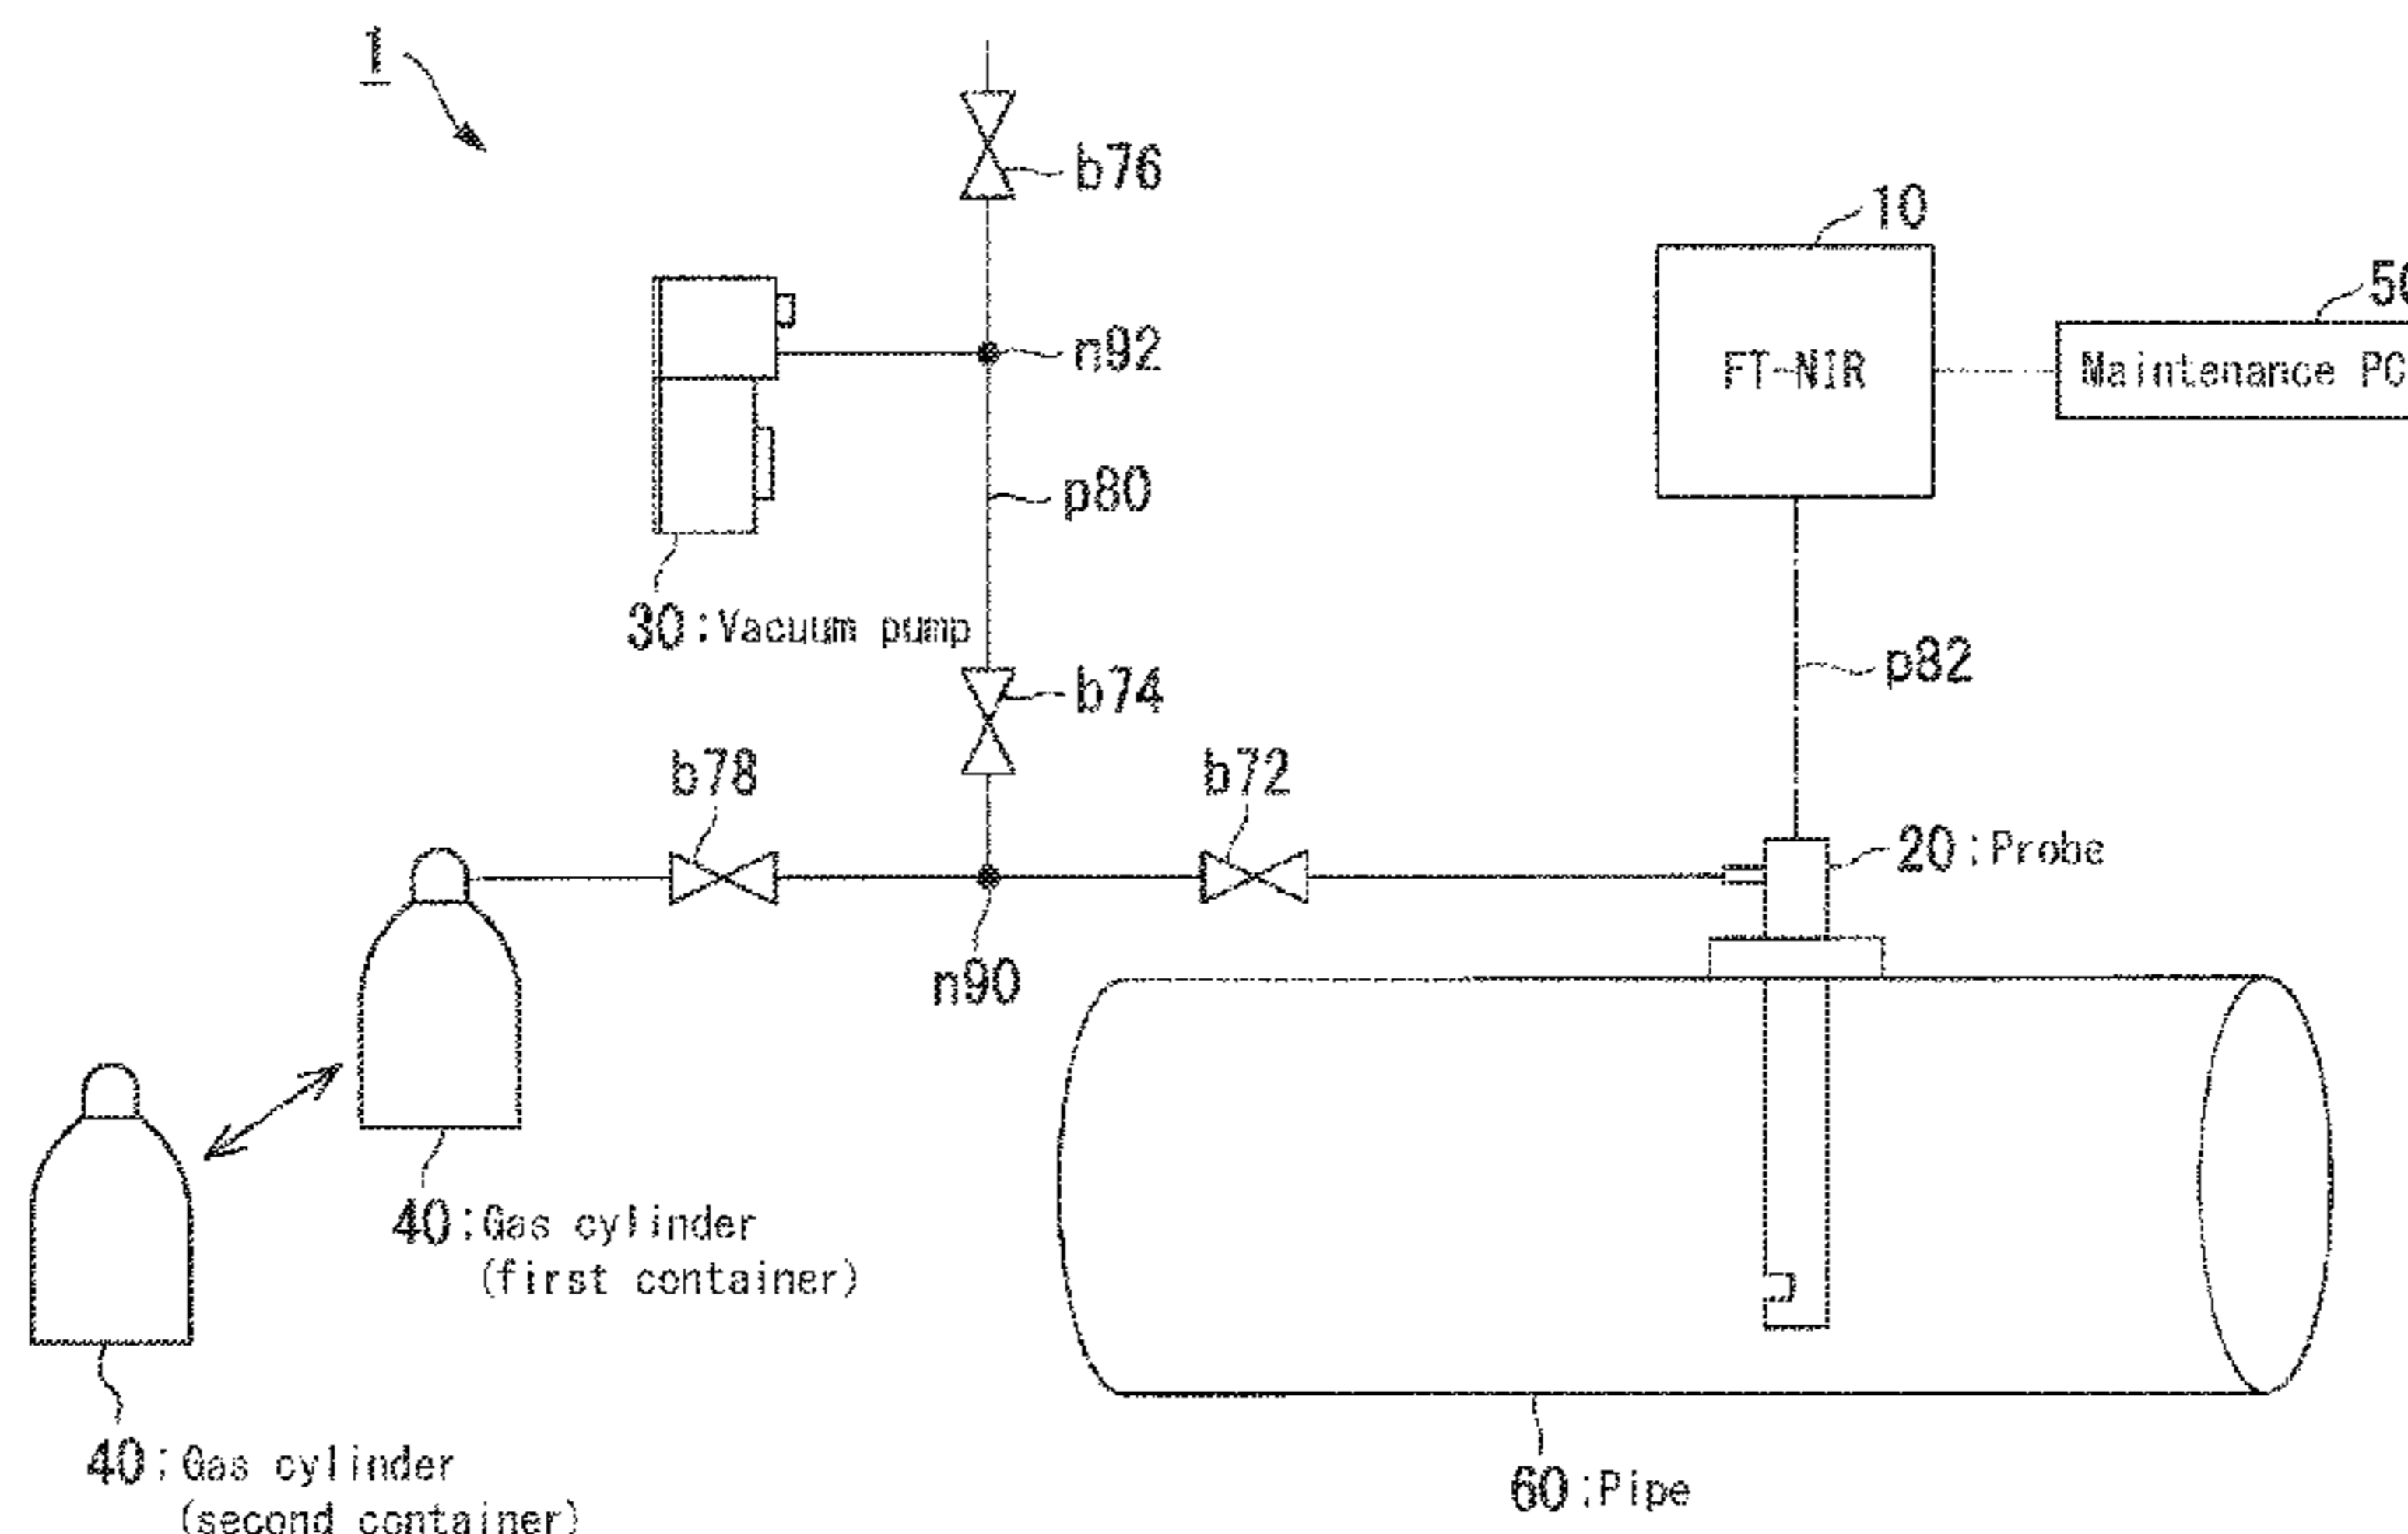 1
b76
10
50
n92
FT-NIR
Maintenance PC
p80
30:Vacuum pump
p82
b74
b78
b72
20:Probe
n90
40:Gas cylinder
(first container)
40:Gas cylinder
(second container)
60:Pipe